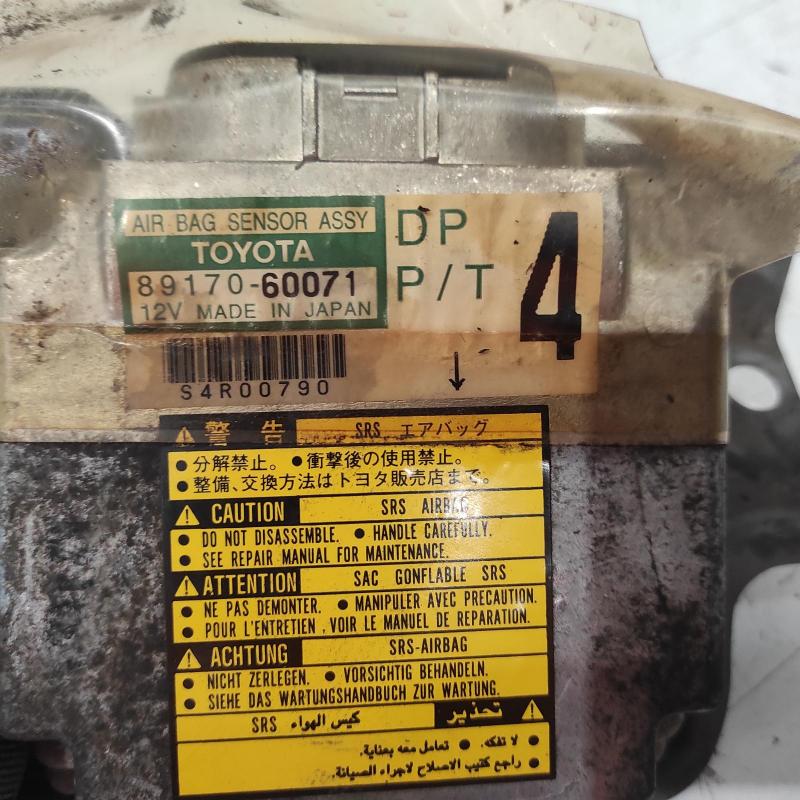 AIR BAG SENSOR ASSY
TOYOTA
89170-60071
12V MADE IN JAPAN
DP
P/T
4
S4R00790
↓
⚠ 警告 SRS エアバッグ
● 分解禁止。 ● 衝撃後の使用禁止。
● 整備、交換方法はトヨタ販売店まで。
⚠ CAUTION SRS AIRBAG
● DO NOT DISASSEMBLE. ● HANDLE CAREFULLY.
● SEE REPAIR MANUAL FOR MAINTENANCE.
⚠ ATTENTION SAC GONFLABLE SRS
● NE PAS DEMONTER. ● MANIPULER AVEC PRECAUTION.
● POUR L'ENTRETIEN , VOIR LE MANUEL DE REPARATION.
⚠ ACHTUNG SRS-AIRBAG
● NICHT ZERLEGEN. ● VORSICHTIG BEHANDELN.
● SIEHE DAS WARTUNGSHANDBUCH ZUR WARTUNG.
⚠ تحذير كيس الهواء SRS
● لا تفكه. ● تعامل معه بعناية.
● راجع كتيب الاصلاح لاجراء الصيانة.